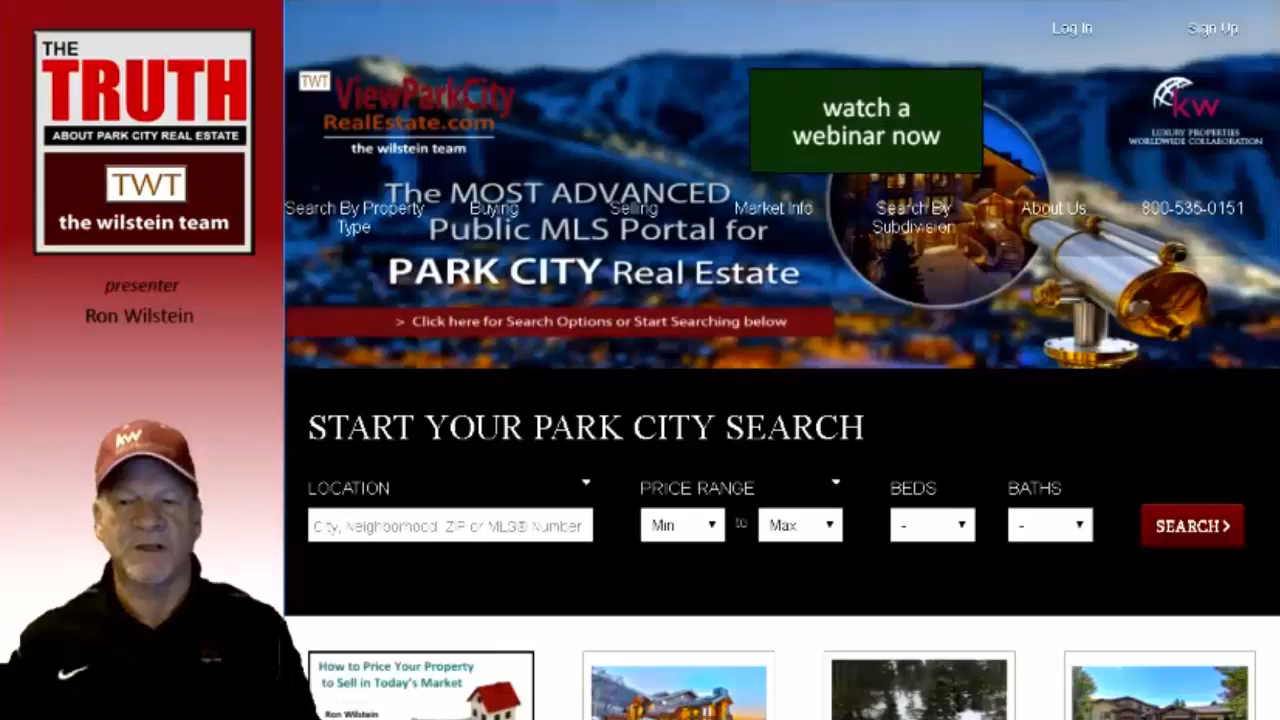 THE
TRUTH
ABOUT PARK CITY REAL ESTATE
TWT
the wilstein team
presenter
Ron Wilstein
kw
Log In
Sign Up
TWT
ViewParkCity
RealEstate.com
the wilstein team
watch a
webinar now
kw
LUXURY PROPERTIES
WORLDWIDE COLLABORATION
The MOST ADVANCED
Public MLS Portal for
PARK CITY Real Estate
Search By Property
Type
Buying
Selling
Market Info
Search By
Subdivision
About Us
800-535-0151
> Click here for Search Options or Start Searching below
START YOUR PARK CITY SEARCH
LOCATION
PRICE RANGE
BEDS
BATHS
City, Neighborhood, ZIP or MLS® Number
Min
to
Max
-
-
SEARCH >
How to Price Your Property
to Sell in Today's Market
Ron Wilstein